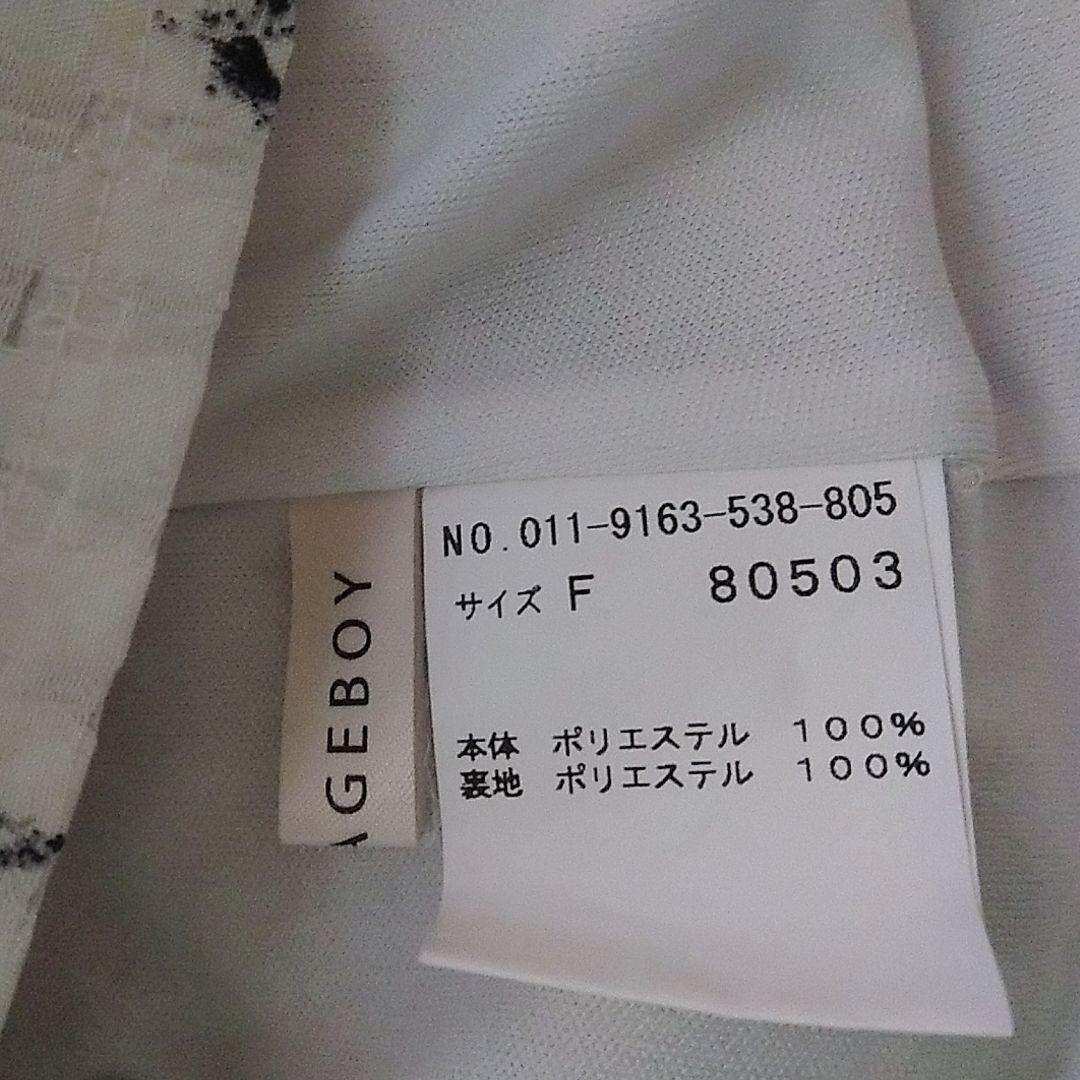 NO.011-9163-538-805
サイズ F 80503
本体 ポリエステル 100%
裏地 ポリエステル 100%
AGEBOY